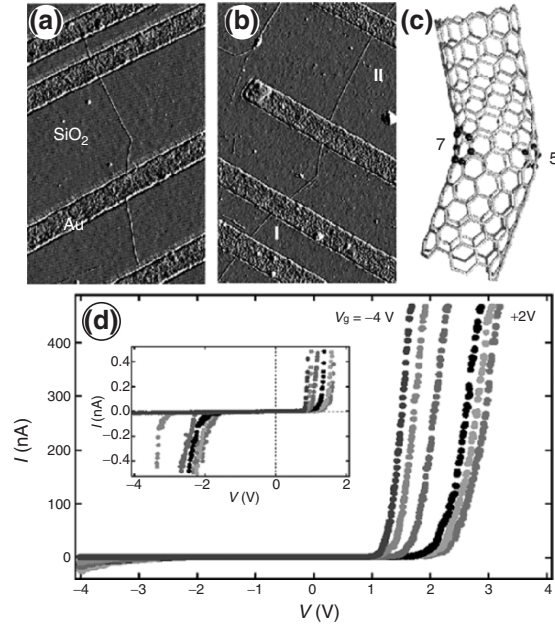 (a)
(b)
(c)
II
SiO2
7
5
Au
I
(d)
Vg = −4 V
+2V
400
300
200
100
0
I (nA)
−4
−3
−2
−1
0
1
2
3
4
V (V)
0.4
0.2
0.0
−0.2
−0.4
I (nA)
−4
−2
0
2
V (V)